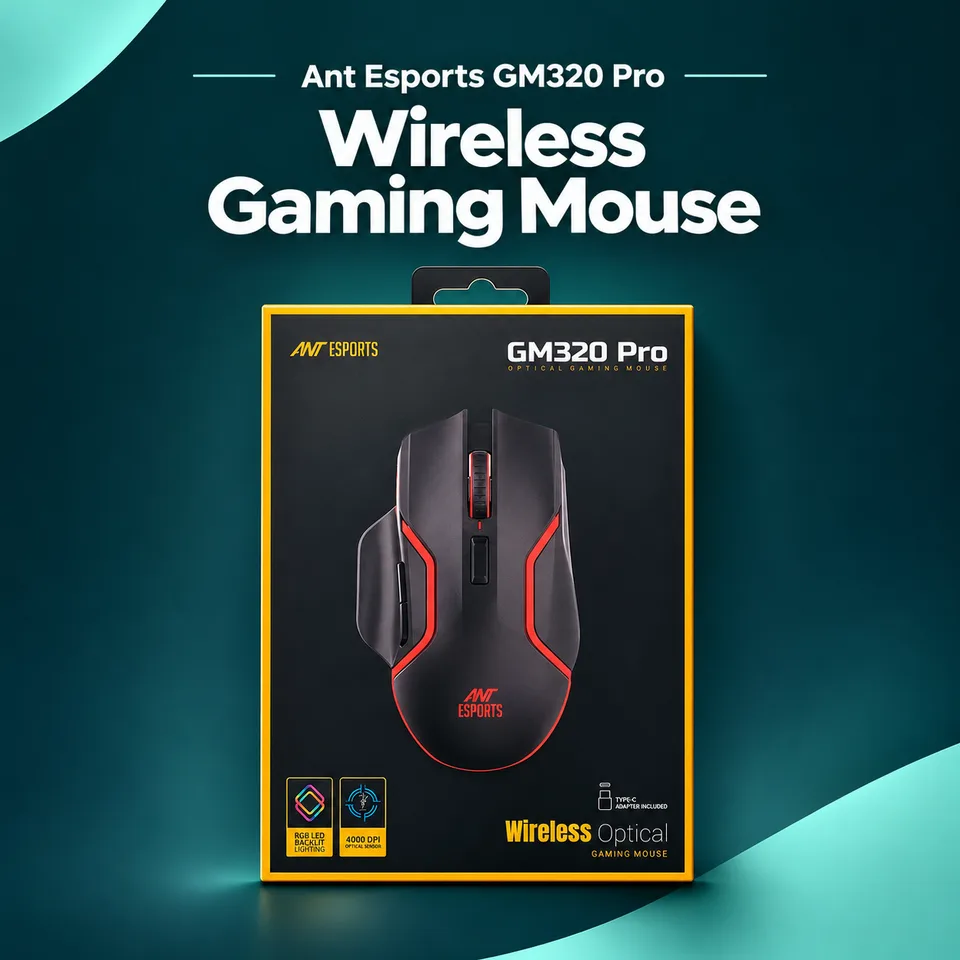 Ant Esports GM320 Pro
Wireless
Gaming Mouse
ANT ESPORTS
GM320 Pro
OPTICAL GAMING MOUSE
ANT
ESPORTS
RGB LED
BACKLIT
LIGHTING
4000 DPI
OPTICAL SENSOR
TYPE-C
ADAPTER INCLUDED
Wireless Optical
GAMING MOUSE